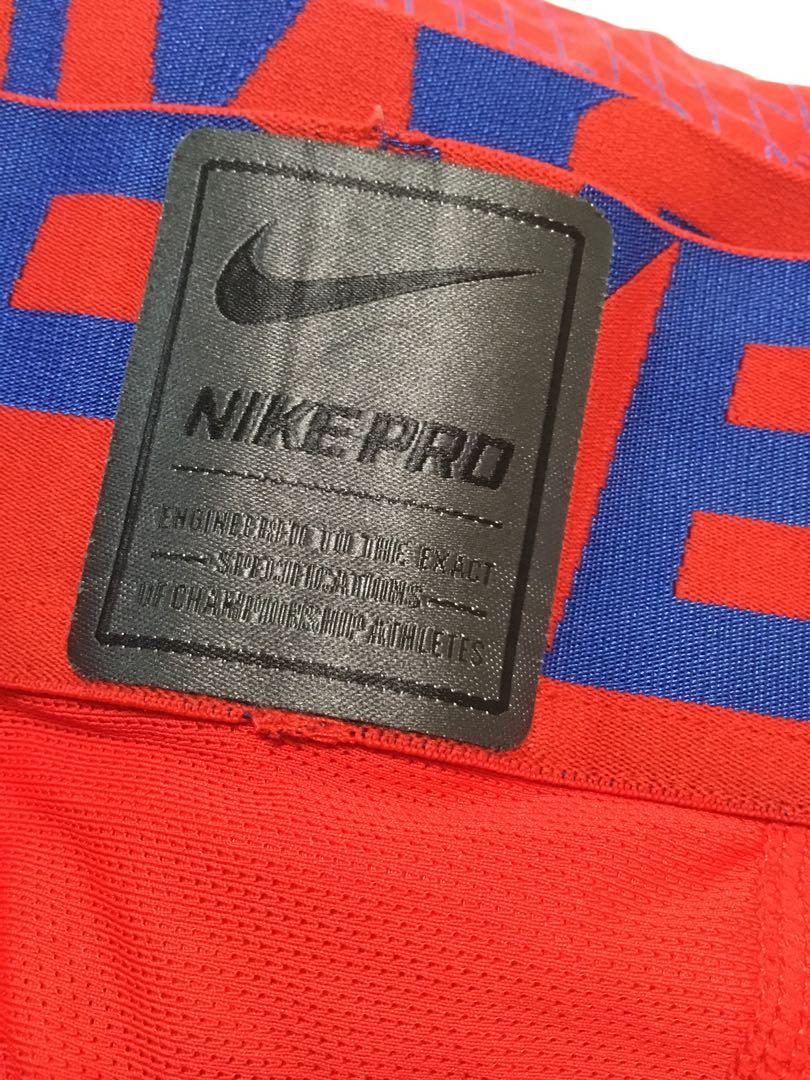 NIKE PRO
ENGINEERED TO THE EXACT
SPECIFICATIONS
OF CHAMPIONSHIP ATHLETES